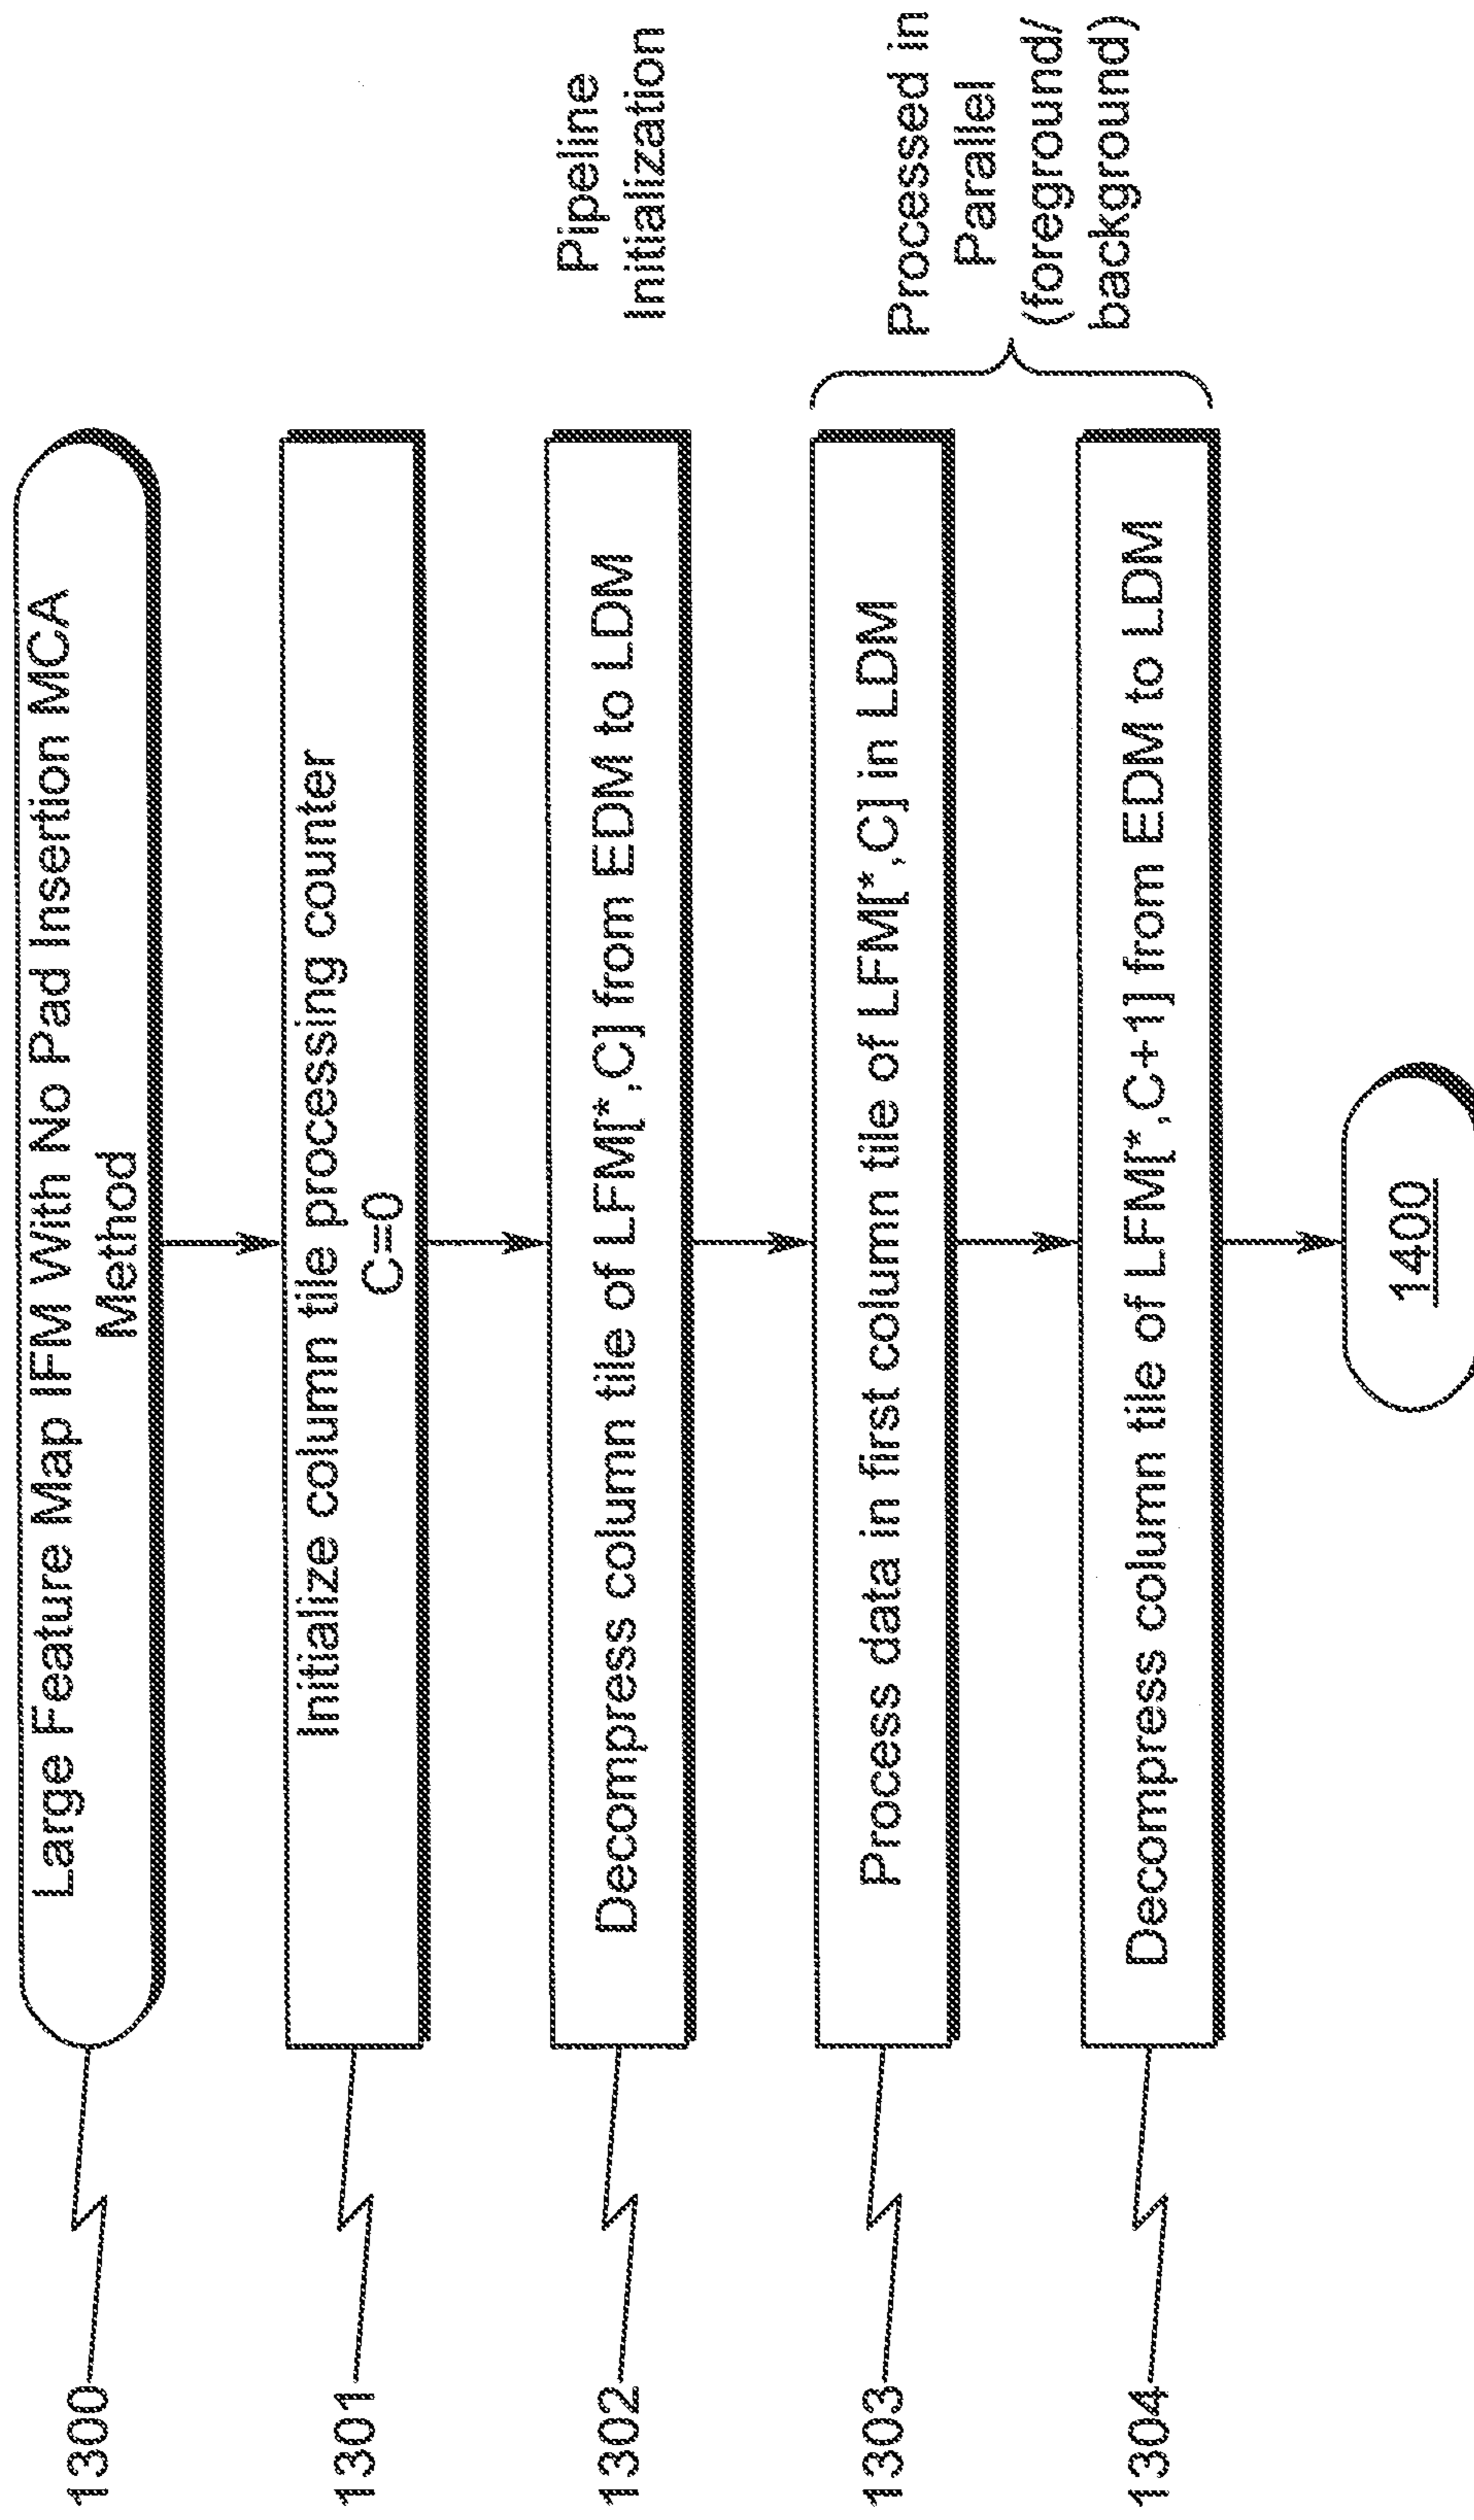 1300
Large Feature Map IFM With No Pad Insertion MCA
Method
1301
Initialize column tile processing counter
C=0
1302
Decompress column tile of LFM[*,C] from EDM to LDM
Pipeline
Initialization
1303
Process data in first column tile of LFM[*,C] in LDM
1304
Decompress column tile of LFM[*,C+1] from EDM to LDM
Processed in
Parallel
(foreground/
background)
1400